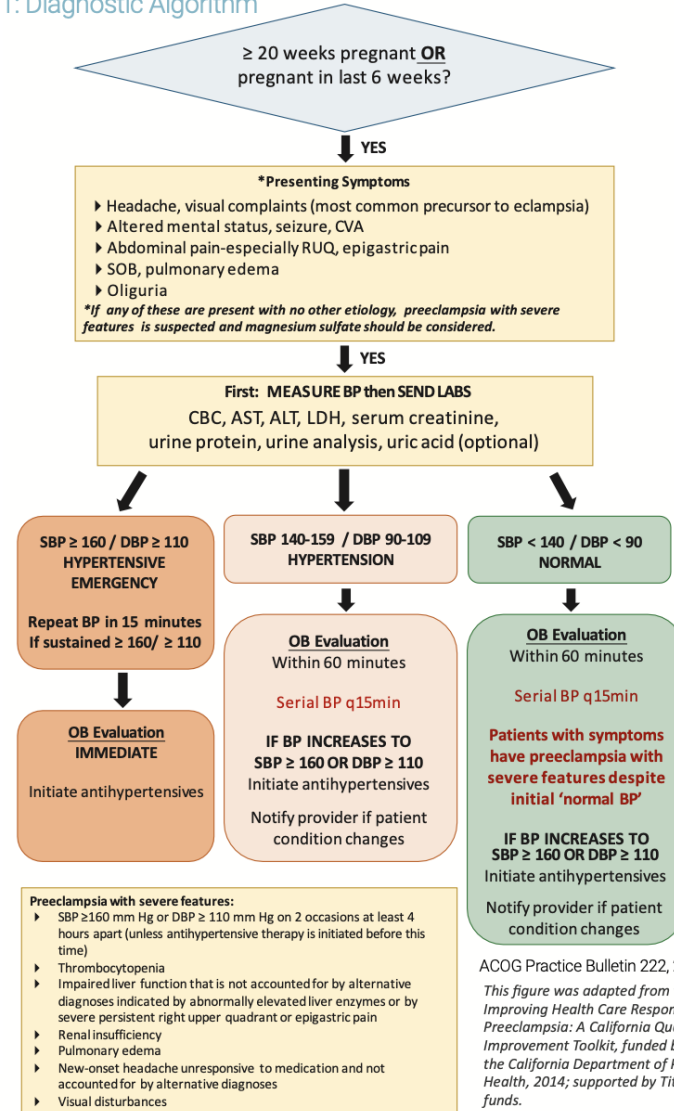 1: Diagnostic Algorithm
≥ 20 weeks pregnant OR
pregnant in last 6 weeks?
YES
*Presenting Symptoms
Headache, visual complaints (most common precursor to eclampsia)
Altered mental status, seizure, CVA
Abdominal pain-especially RUQ, epigastric pain
SOB, pulmonary edema
Oliguria
*If any of these are present with no other etiology, preeclampsia with severe
features is suspected and magnesium sulfate should be considered.
YES
First: MEASURE BP then SEND LABS
CBC, AST, ALT, LDH, serum creatinine,
urine protein, urine analysis, uric acid (optional)
SBP ≥ 160 / DBP ≥ 110
HYPERTENSIVE
EMERGENCY
Repeat BP in 15 minutes
If sustained ≥ 160/ ≥ 110
OB Evaluation
IMMEDIATE
Initiate antihypertensives
SBP 140-159 / DBP 90-109
HYPERTENSION
OB Evaluation
Within 60 minutes
Serial BP q15min
IF BP INCREASES TO
SBP ≥ 160 OR DBP ≥ 110
Initiate antihypertensives
Notify provider if patient
condition changes
SBP < 140 / DBP < 90
NORMAL
OB Evaluation
Within 60 minutes
Serial BP q15min
Patients with symptoms
have preeclampsia with
severe features despite
initial ‘normal BP’
IF BP INCREASES TO
SBP ≥ 160 OR DBP ≥ 110
Initiate antihypertensives
Notify provider if patient
condition changes
Preeclampsia with severe features:
SBP ≥160 mm Hg or DBP ≥ 110 mm Hg on 2 occasions at least 4
hours apart (unless antihypertensive therapy is initiated before this
time)
Thrombocytopenia
Impaired liver function that is not accounted for by alternative
diagnoses indicated by abnormally elevated liver enzymes or by
severe persistent right upper quadrant or epigastric pain
Renal insufficiency
Pulmonary edema
New-onset headache unresponsive to medication and not
accounted for by alternative diagnoses
Visual disturbances
ACOG Practice Bulletin 222,
This figure was adapted from
Improving Health Care Respon
Preeclampsia: A California Qua
Improvement Toolkit, funded b
the California Department of P
Health, 2014; supported by Tit
funds.